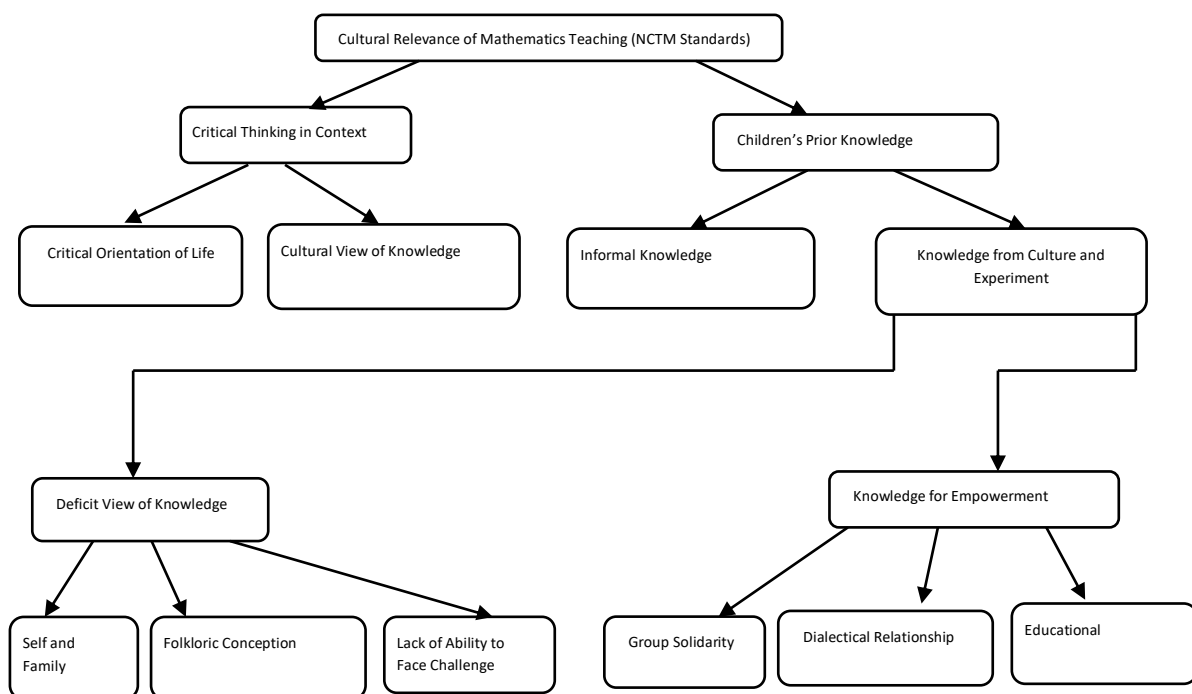 Cultural Relevance of Mathematics Teaching (NCTM Standards)
Critical Thinking in Context
Children’s Prior Knowledge
Critical Orientation of Life
Cultural View of Knowledge
Informal Knowledge
Knowledge from Culture and
Experiment
Deficit View of Knowledge
Knowledge for Empowerment
Self and
Family
Folkloric Conception
Lack of Ability to
Face Challenge
Group Solidarity
Dialectical Relationship
Educational